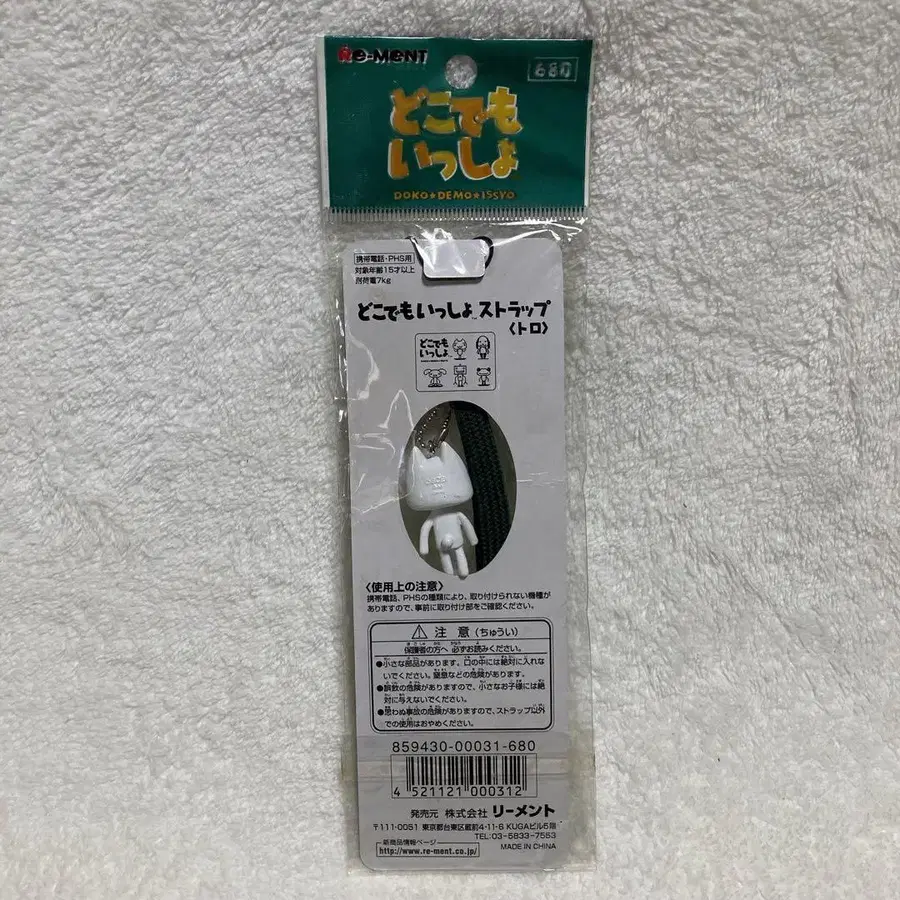 Re-MENT
680
どこでも
いっしょ
DOKO★DEMO★ISSYO
携帯電話・PHS用
対象年齢15才以上
耐荷重7kg
どこでもいっしょ ストラップ
〈トロ〉
どこでも
いっしょ
〈使用上の注意〉
携帯電話、PHSの種類により、取り付けられない機種が
ありますので、事前に取り付け部をご確認ください。
⚠ 注 意 (ちゅうい)
保護者の方へ 必ずお読みください。
●小さな部品があります。口の中には絶対に入れな
いでください。窒息などの危険があります。
●誤飲の危険がありますので、小さなお子様には絶
対に与えないでください。
●思わぬ事故の危険がありますので、ストラップ以外
での使用はおやめください。
859430-00031-680
4 521121 000312
発売元 株式会社 リーメント
〒111-0051 東京都台東区蔵前4-11-6 KUGAビル5階
TEL:03-5833-7553
新商品情報ページ
MADE IN CHINA
http://www.re-ment.co.jp/